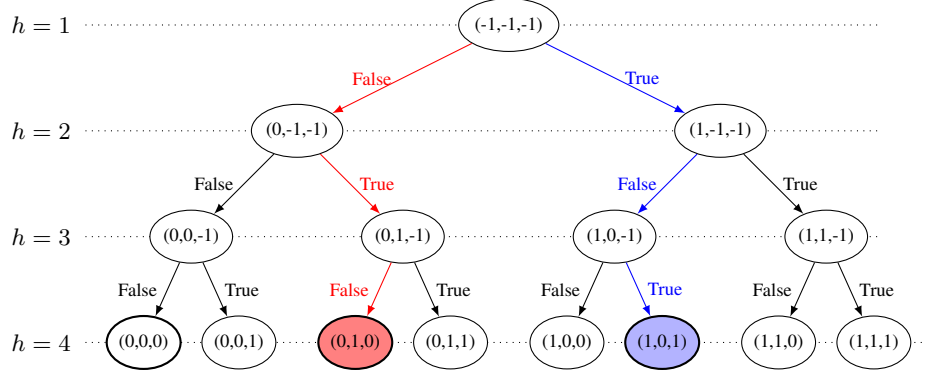 h = 1 (-1,-1,-1)
False True
h = 2 (0,-1,-1) (1,-1,-1)
False True False True
h = 3 (0,0,-1) (0,1,-1) (1,0,-1) (1,1,-1)
False True False True False True False True
h = 4 (0,0,0) (0,0,1) (0,1,0) (0,1,1) (1,0,0) (1,0,1) (1,1,0) (1,1,1)